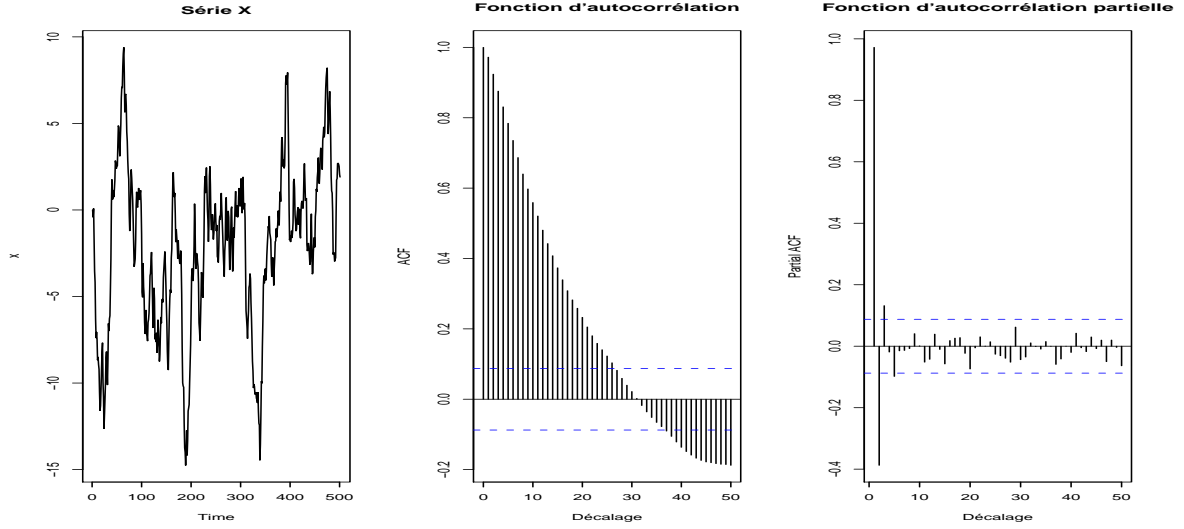 Série X
X
10
5
0
-5
-10
-15
0 100 200 300 400 500
Time
Fonction d'autocorrélation
ACF
1.0
0.8
0.6
0.4
0.2
0.0
-0.2
0 10 20 30 40 50
Décalage
Fonction d'autocorrélation partielle
Partial ACF
1.0
0.8
0.6
0.4
0.2
0.0
-0.2
-0.4
0 10 20 30 40 50
Décalage